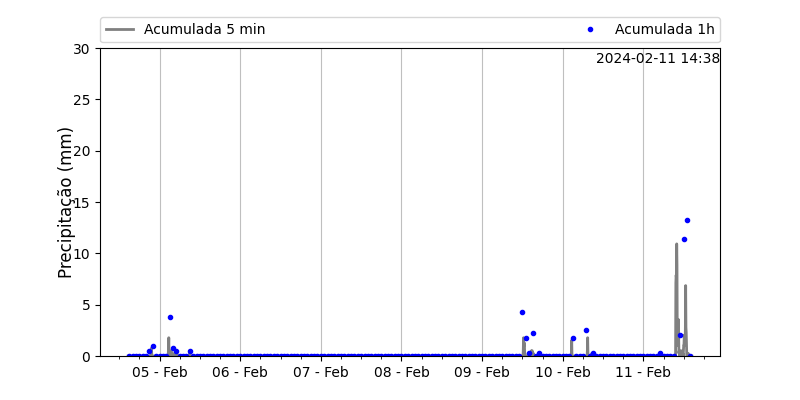 Acumulada 5 min
Acumulada 1h
2024-02-11 14:38
Precipitação (mm)
30
25
20
15
10
5
0
05 - Feb
06 - Feb
07 - Feb
08 - Feb
09 - Feb
10 - Feb
11 - Feb